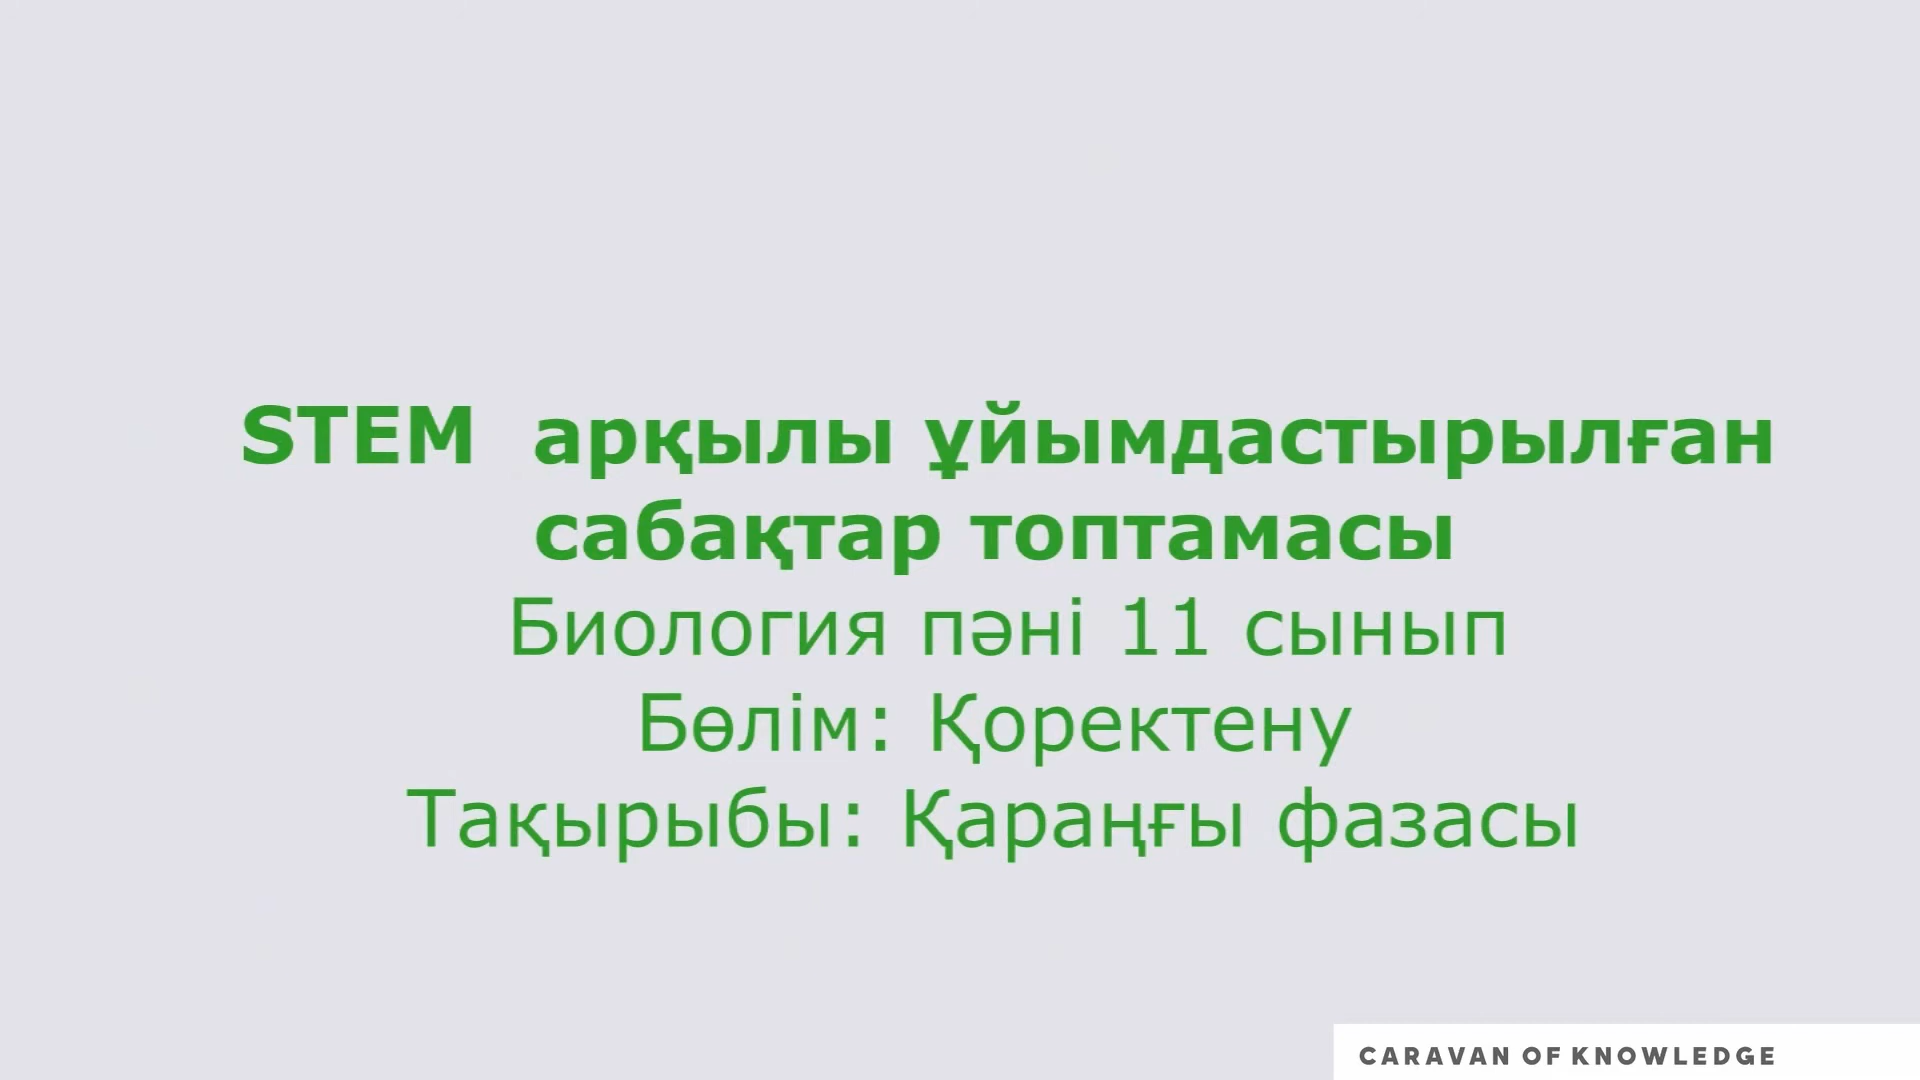 STEM арқылы ұйымдастырылған
сабақтар топтамасы
Биология пәні 11 сынып
Бөлім: Қоректену
Тақырыбы: Қараңғы фазасы
CARAVAN OF KNOWLEDGE